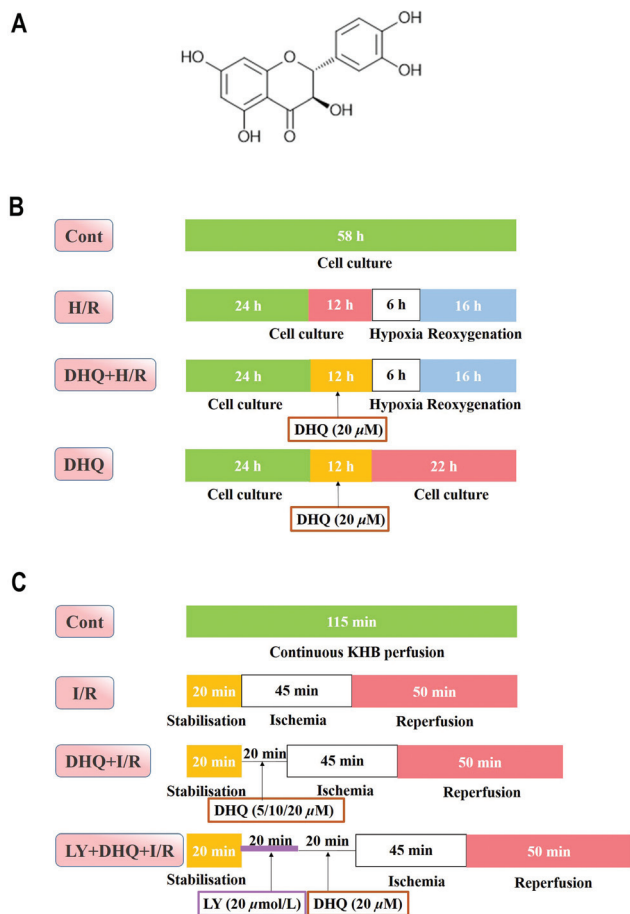 A
OH
OH
HO
O
OH
OH
O
B
Cont
58 h
Cell culture
H/R
24 h 12 h 6 h 16 h
Cell culture Hypoxia Reoxygenation
DHQ+H/R
24 h 12 h 6 h 16 h
Cell culture Hypoxia Reoxygenation
DHQ (20 µM)
DHQ
24 h 12 h 22 h
Cell culture Cell culture
DHQ (20 µM)
C
Cont
115 min
Continuous KHB perfusion
I/R
20 min 45 min 50 min
Stabilisation Ischemia Reperfusion
DHQ+I/R
20 min 20 min 45 min 50 min
Stabilisation Ischemia Reperfusion
DHQ (5/10/20 µM)
LY+DHQ+I/R
20 min 20 min 20 min 45 min 50 min
Stabilisation Ischemia Reperfusion
LY (20 µmol/L) DHQ (20 µM)